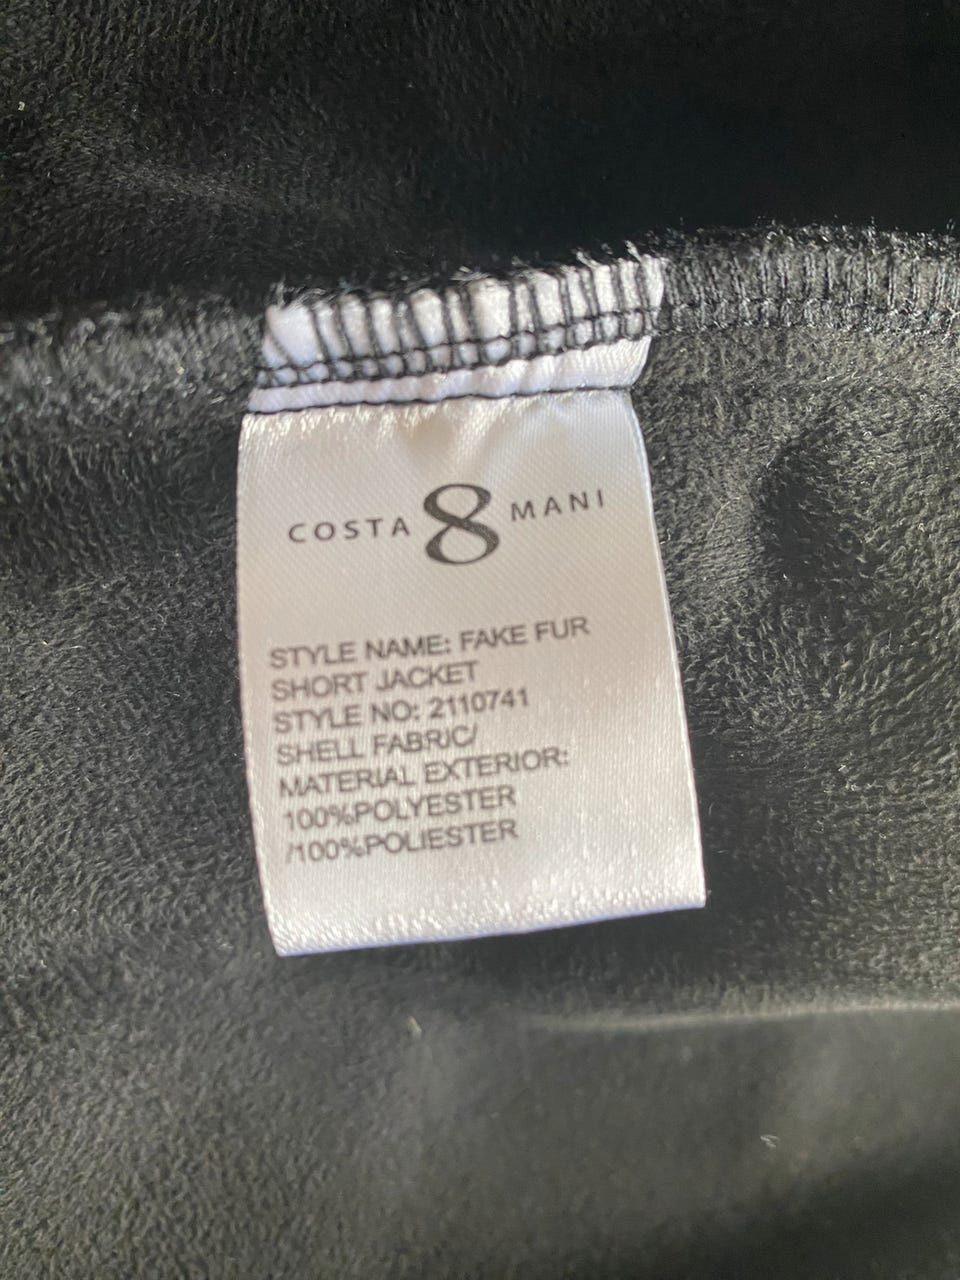 COSTA 8 MANI
STYLE NAME: FAKE FUR
SHORT JACKET
STYLE NO: 2110741
SHELL FABRIC/
MATERIAL EXTERIOR:
100%POLYESTER
/100%POLIESTER